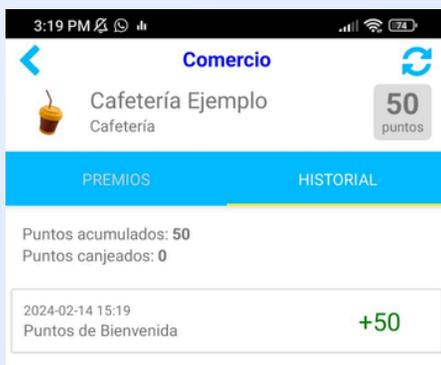 3:19 PM
74
Comercio
Cafetería Ejemplo
Cafetería
50
puntos
PREMIOS
HISTORIAL
Puntos acumulados: 50
Puntos canjeados: 0
2024-02-14 15:19
Puntos de Bienvenida
+50